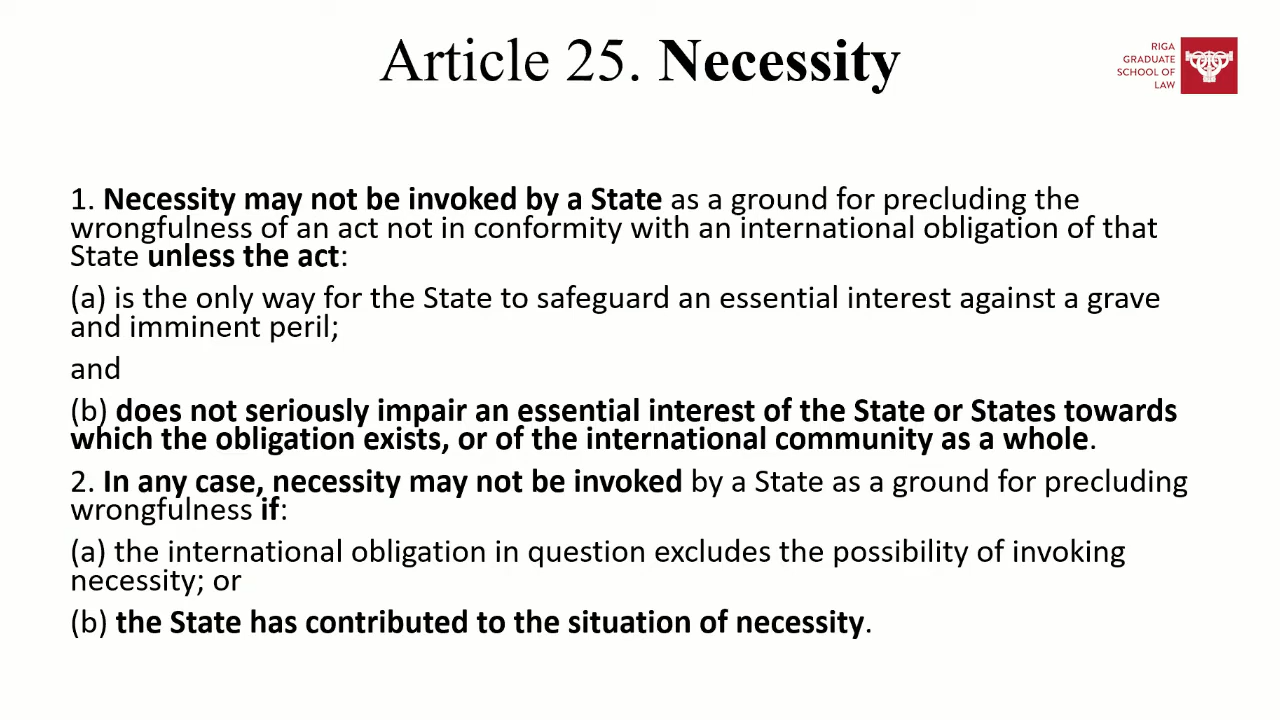 Article 25. Necessity
RIGA
GRADUATE
SCHOOL OF
LAW
1. Necessity may not be invoked by a State as a ground for precluding the
wrongfulness of an act not in conformity with an international obligation of that
State unless the act:
(a) is the only way for the State to safeguard an essential interest against a grave
and imminent peril;
and
(b) does not seriously impair an essential interest of the State or States towards
which the obligation exists, or of the international community as a whole.
2. In any case, necessity may not be invoked by a State as a ground for precluding
wrongfulness if:
(a) the international obligation in question excludes the possibility of invoking
necessity; or
(b) the State has contributed to the situation of necessity.